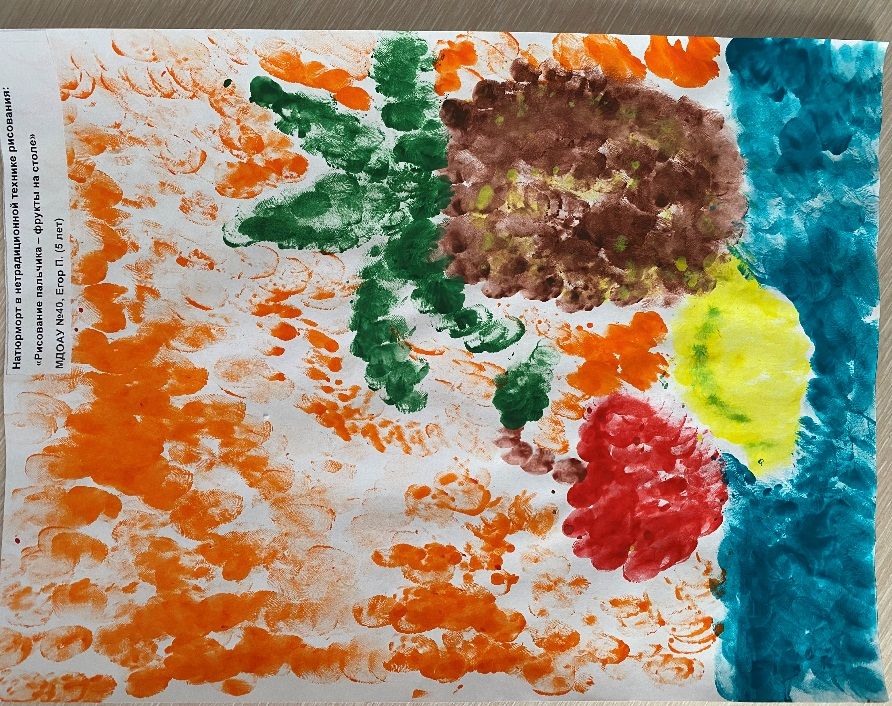 Натюрморт в нетрадиционной технике рисования:
«Рисование пальчика – фрукты на столе»
МДОАУ №40, Егор П. (5 лет)